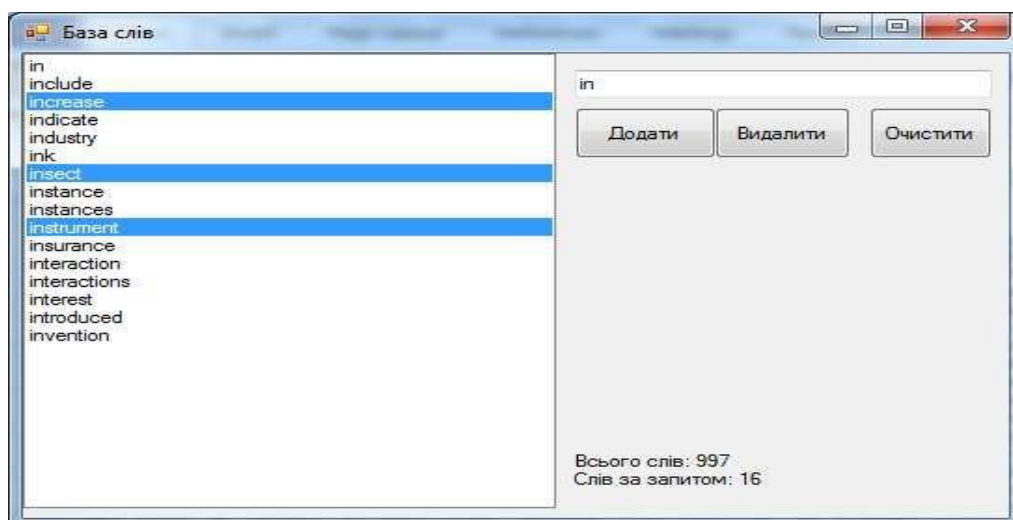 База слів
in
include
increase
indicate
industry
ink
insect
instance
instances
instrument
insurance
interaction
interactions
interest
introduced
invention
in
Додати Видалити Очистити
Всього слів: 997
Слів за запитом: 16